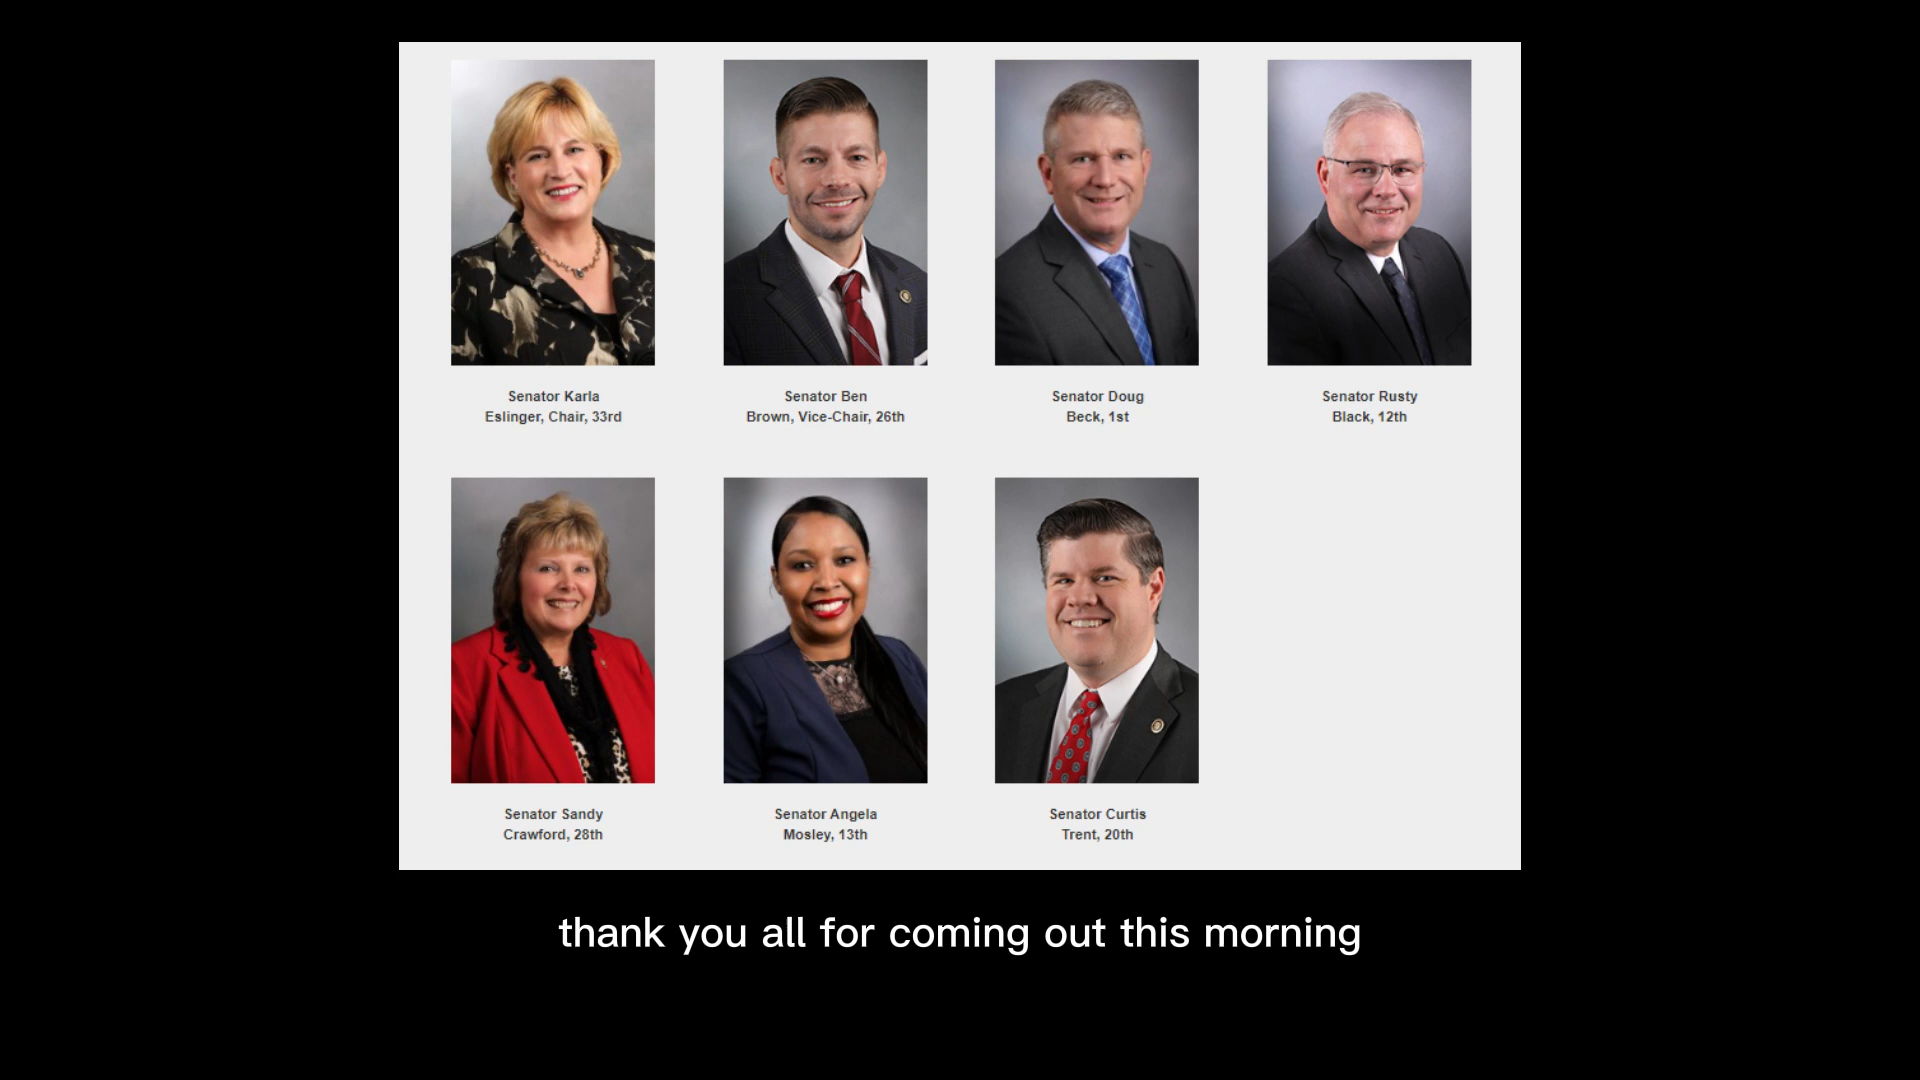 Senator Karla
Eslinger, Chair, 33rd
Senator Ben
Brown, Vice-Chair, 26th
Senator Doug
Beck, 1st
Senator Rusty
Black, 12th
Senator Sandy
Crawford, 28th
Senator Angela
Mosley, 13th
Senator Curtis
Trent, 20th
thank you all for coming out this morning